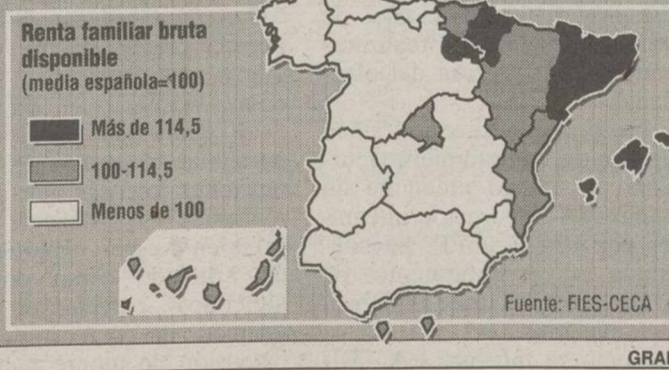 Renta familiar bruta
disponible
(media española=100)
Más de 114,5
100-114,5
Menos de 100
Fuente: FIES-CECA